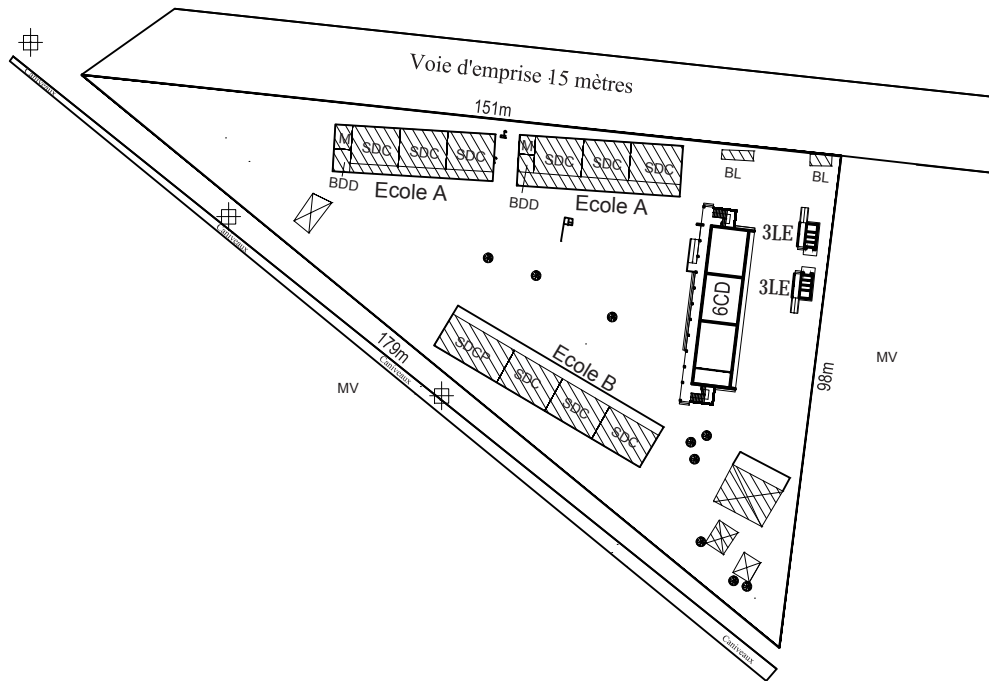 Voie d'emprise 15 mètres
151m
Caniveaux
M
SDC
SDC
SDC
BDD
Ecole A
M
SDC
SDC
SDC
BDD
Ecole A
BL
BL
3LE
3LE
6CD
Caniveaux
179m
Caniveaux
MV
Ecole B
SDCP
SDC
SDC
SDC
98m
MV
Caniveaux